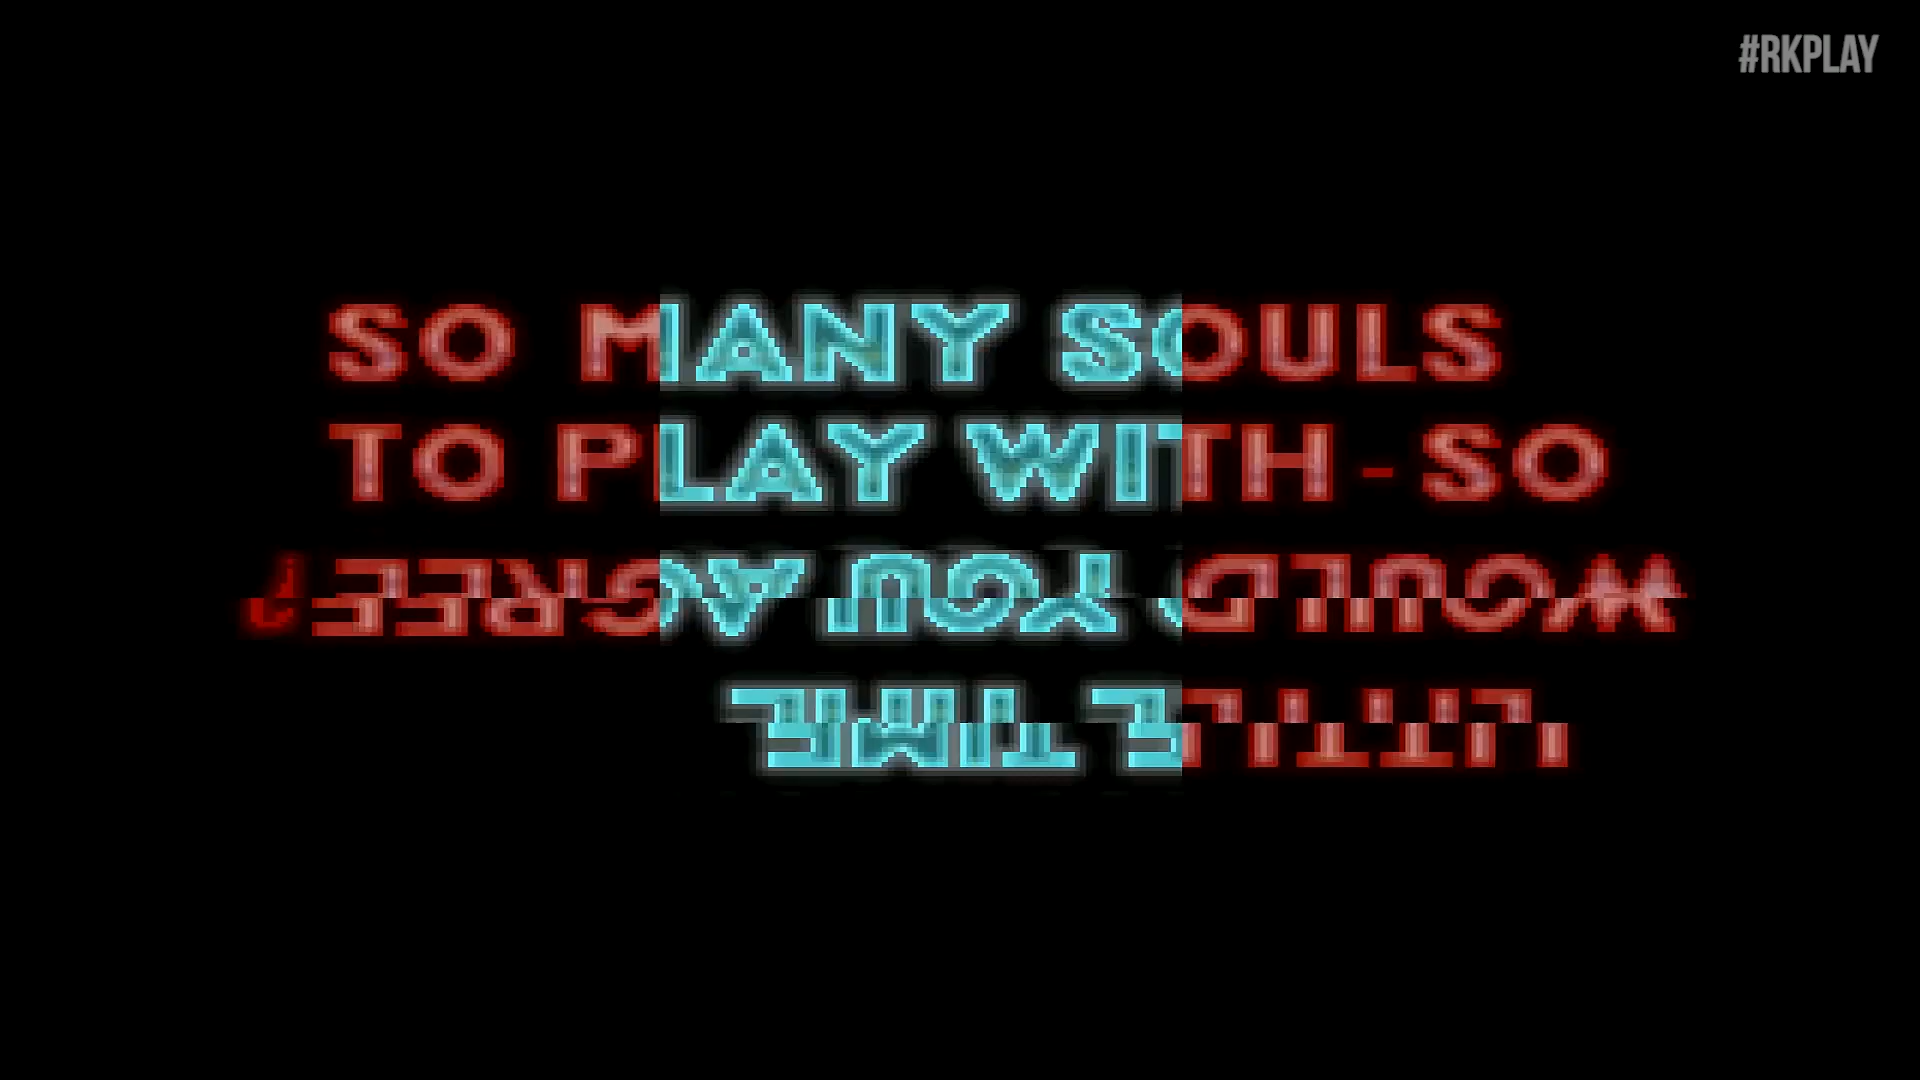 #RKPLAY
SO MANY SOULS
TO PLAY WITH - SO
LITTLE TIME
WOULD YOU AGREE?